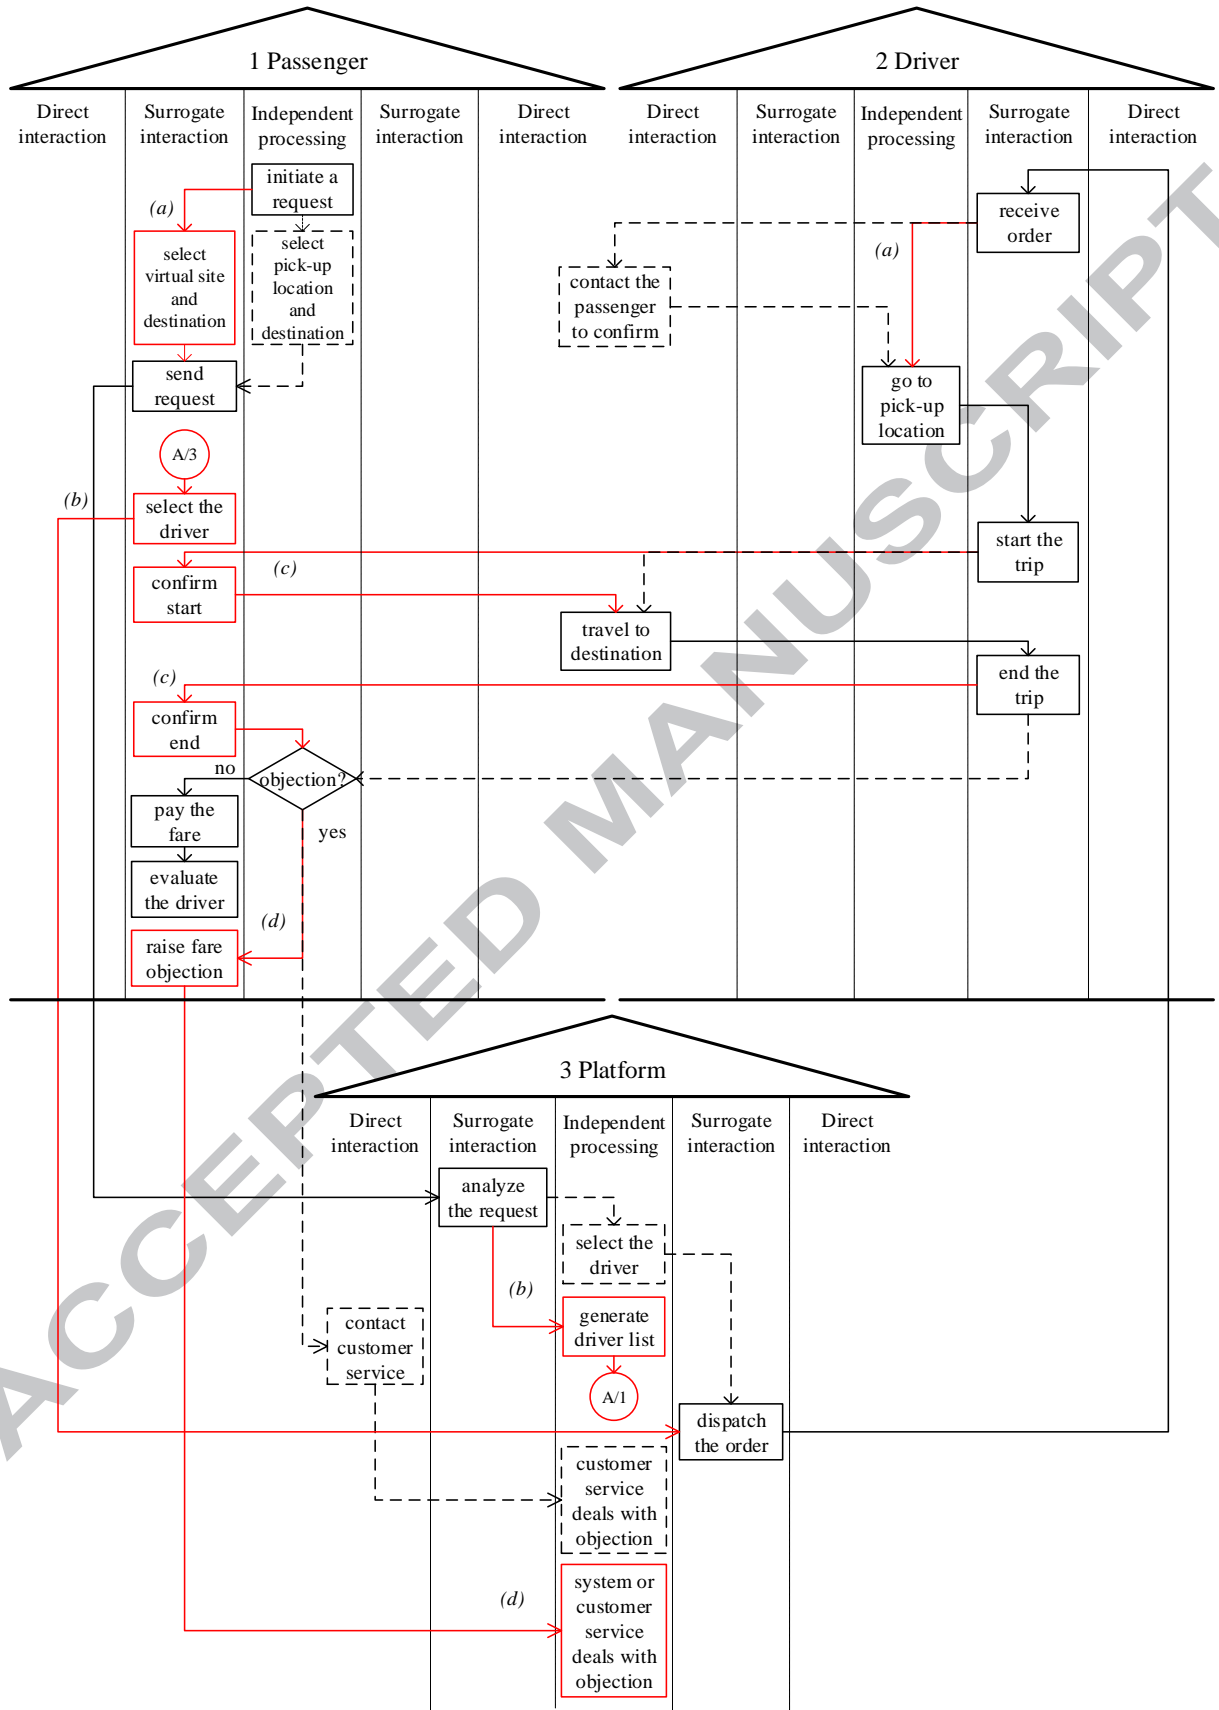 1 Passenger
2 Driver
Direct
interaction
Surrogate
interaction
Independent
processing
Surrogate
interaction
Direct
interaction
Direct
interaction
Surrogate
interaction
Independent
processing
Surrogate
interaction
Direct
interaction
initiate a
request
(a)
select
virtual site
and
destination
select
pick-up
location
and
destination
send
request
A/3
(b)
select the
driver
confirm
start
(c)
(c)
confirm
end
objection?
no
yes
pay the
fare
evaluate
the driver
(d)
raise fare
objection
receive
order
(a)
contact the
passenger
to confirm
go to
pick-up
location
start the
trip
travel to
destination
end the
trip
3 Platform
Direct
interaction
Surrogate
interaction
Independent
processing
Surrogate
interaction
Direct
interaction
analyze
the request
select the
driver
(b)
generate
driver list
contact
customer
service
A/1
dispatch
the order
customer
service
deals with
objection
(d)
system or
customer
service
deals with
objection
ACCEPTED MANUSCRIPT